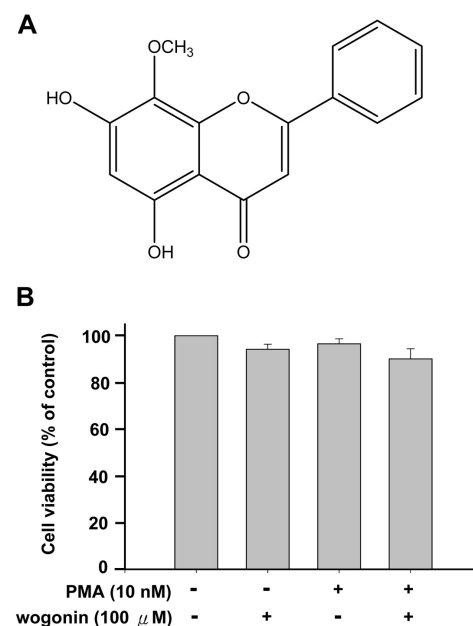 A
OCH3
HO
O
OH
O
B
Cell viability (% of control)
100
80
60
40
20
0
PMA (10 nM) - - + +
wogonin (100 μM) - + - +